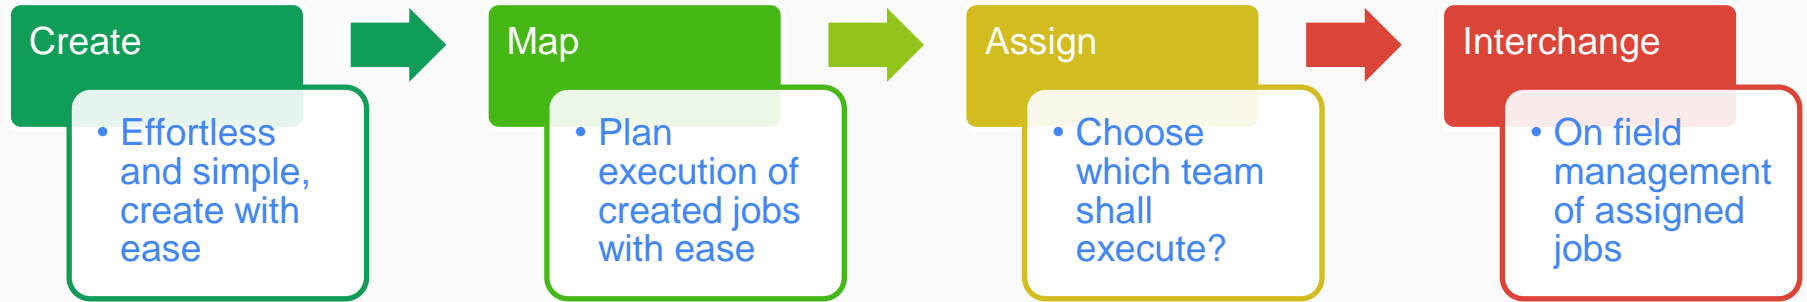 Create
• Effortless
and simple,
create with
ease
Map
• Plan
execution of
created jobs
with ease
Assign
• Choose
which team
shall
execute?
Interchange
• On field
management
of assigned
jobs